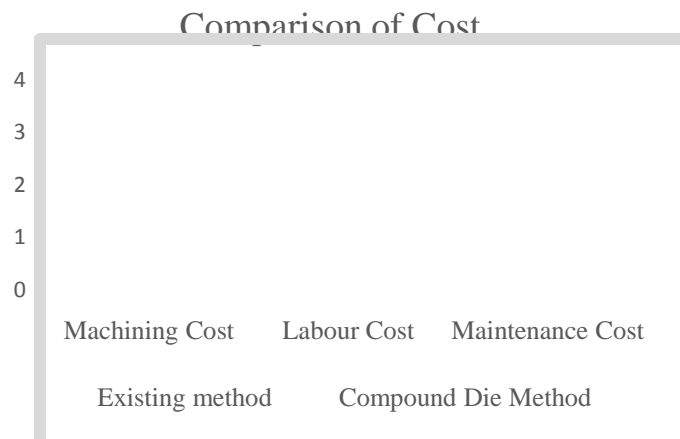 Comparison of Cost
4
3
2
1
0
Machining Cost Labour Cost Maintenance Cost
Existing method Compound Die Method